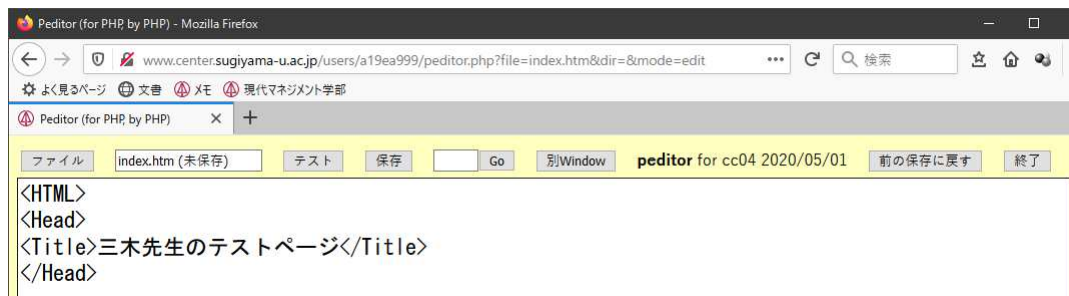 Peditor (for PHP, by PHP) - Mozilla Firefox
www.center.sugiyama-u.ac.jp/users/a19ea999/peditor.php?file=index.htm&dir=&mode=edit ••• 検索
よく見るページ 文書 メモ 現代マネジメント学部
Peditor (for PHP, by PHP) × +
ファイル index.htm (未保存) テスト 保存 Go 別Window peditor for cc04 2020/05/01 前の保存に戻す 終了
<HTML>
<Head>
<Title>三木先生のテストページ</Title>
</Head>